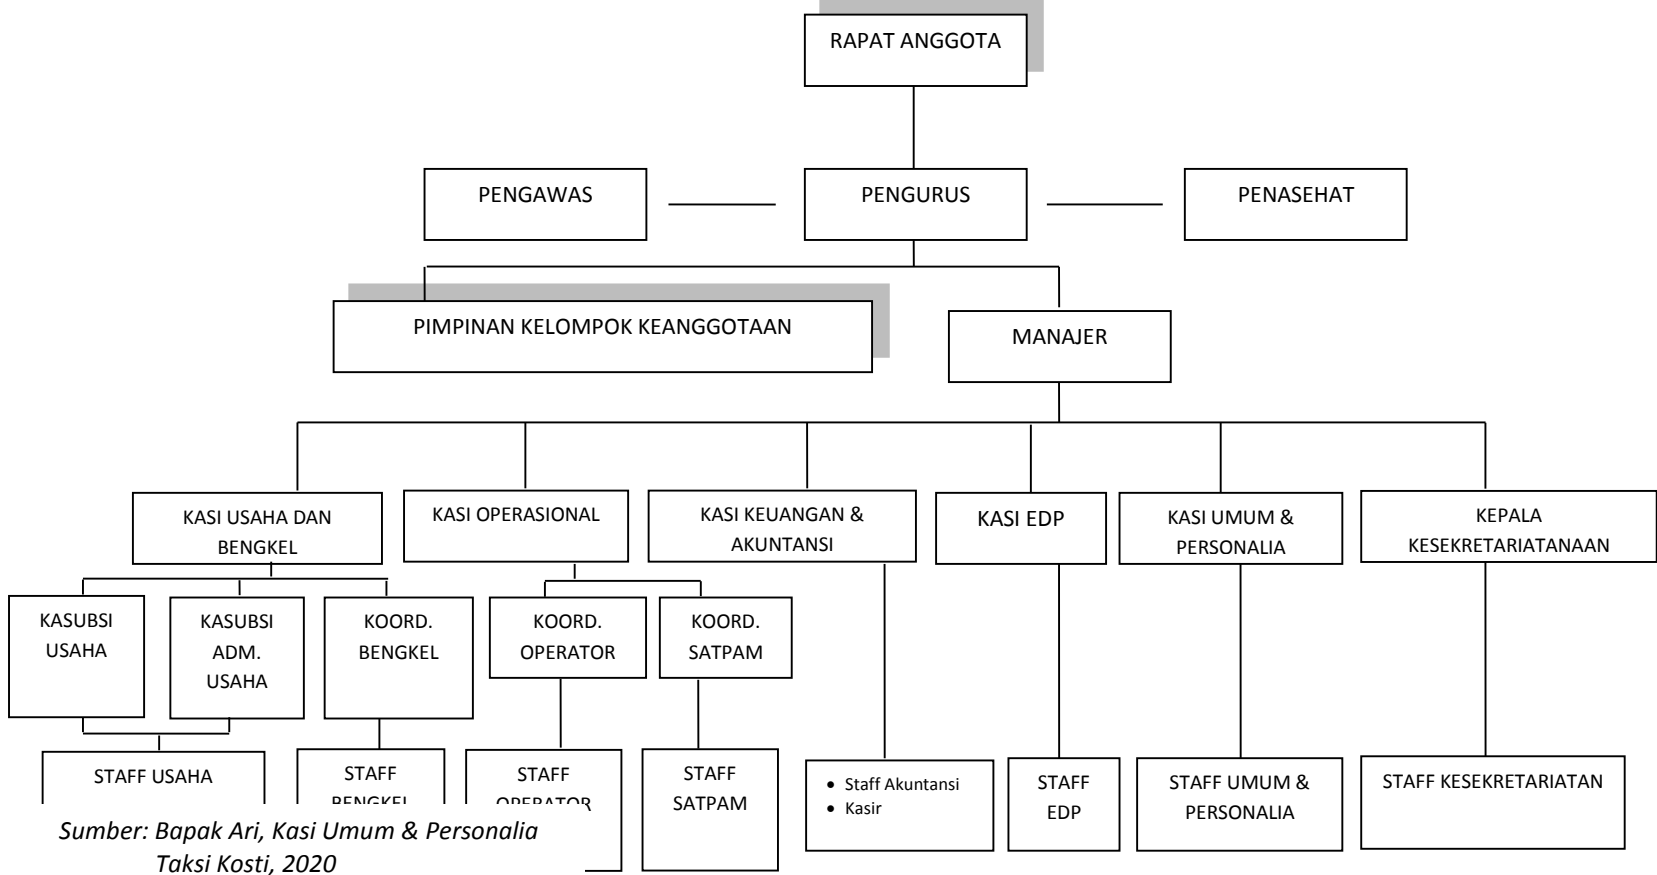 RAPAT ANGGOTA
PENGAWAS
PENGURUS
PENASEHAT
PIMPINAN KELOMPOK KEANGGOTAAN
MANAJER
KASI USAHA DAN
BENGKEL
KASI OPERASIONAL
KASI KEUANGAN &
AKUNTANSI
KASI EDP
KASI UMUM &
PERSONALIA
KEPALA
KESEKRETARIATANAAN
KASUBSI
USAHA
KASUBSI
ADM.
USAHA
KOORD.
BENGKEL
KOORD.
OPERATOR
KOORD.
SATPAM
STAFF USAHA
STAFF
BENGKEL
STAFF
OPERATOR
STAFF
SATPAM
• Staff Akuntansi
• Kasir
STAFF
EDP
STAFF UMUM &
PERSONALIA
STAFF KESEKRETARIATAN
Sumber: Bapak Ari, Kasi Umum & Personalia
Taksi Kosti, 2020